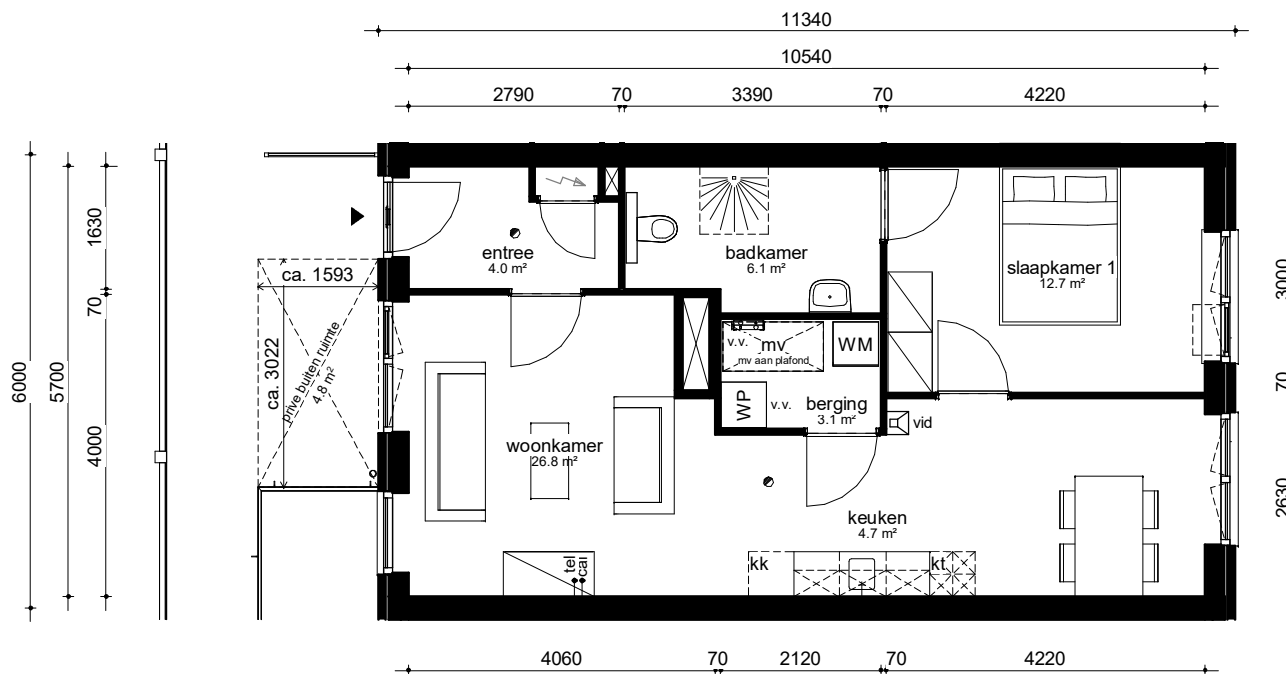 11340
10540
2790
70
3390
70
4220
6000
5700
1630
70
4000
ca. 1593
ca. 3022
prive buiten ruimte
4.8 m²
entree
4.0 m²
badkamer
6.1 m²
slaapkamer 1
12.7 m²
3000
70
2630
v.v.
mv
mv aan plafond
WM
WP
v.v.
berging
3.1 m²
vid
woonkamer
26.8 m²
keuken
4.7 m²
tel
cai
kk
kt
4060
70
2120
70
4220